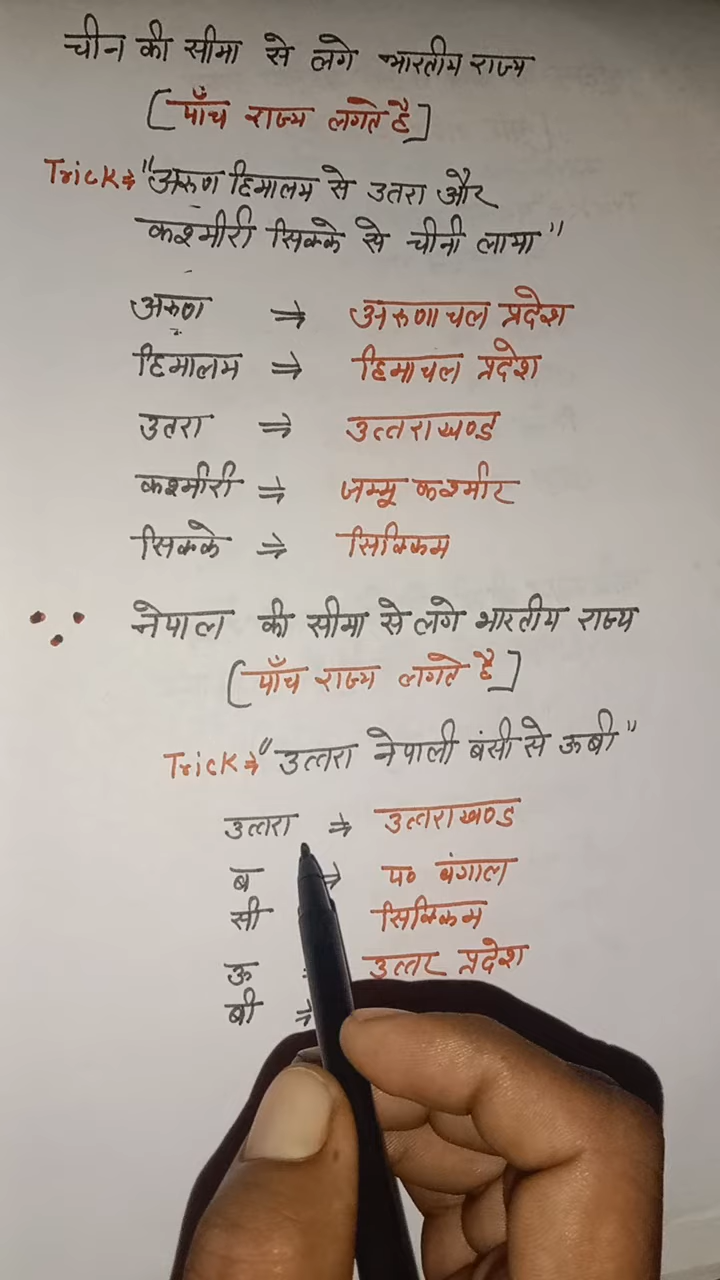 चीन की सीमा से लगे भारतीय राज्य
[पाँच राज्य लगते है]
Trick⇒ "अरुण हिमालय से उतरा और
कश्मीरी सिक्के से चीनी लाया"
अरुण ⇒ अरुणाचल प्रदेश
हिमालय ⇒ हिमाचल प्रदेश
उतरा ⇒ उत्तराखण्ड
कश्मीरी ⇒ जम्मू कश्मीर
सिक्के ⇒ सिक्किम
नेपाल की सीमा से लगे भारतीय राज्य
[पाँच राज्य लगते है]
Trick⇒ "उत्तरा नेपाली बंसी से ऊबी"
उत्तरा ⇒ उत्तराखण्ड
ब ⇒ प० बंगाल
सी सिक्किम
ऊ उत्तर प्रदेश
बी ⇒